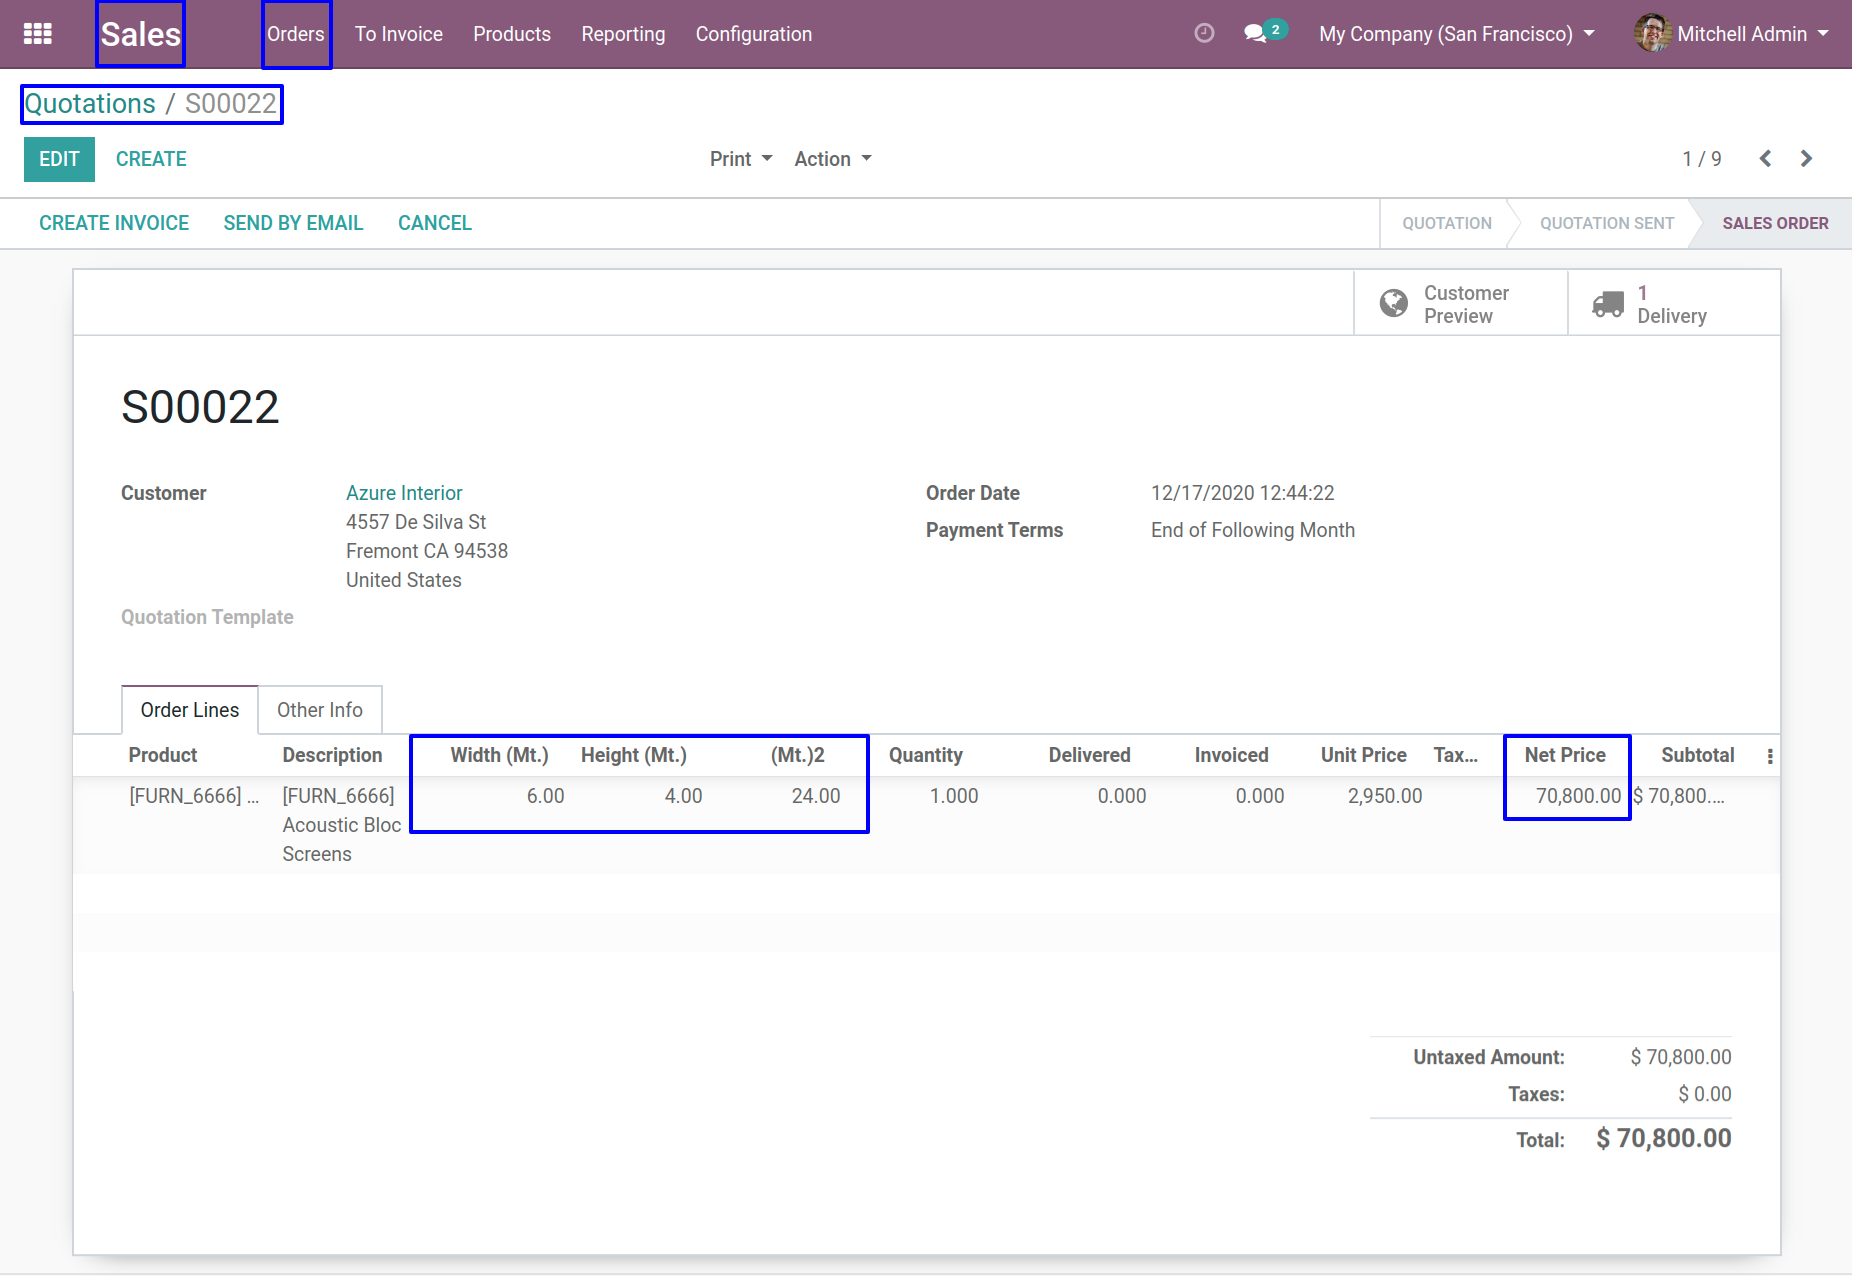 Sales Orders To Invoice Products Reporting Configuration 2 My Company (San Francisco) Mitchell Admin
Quotations / S00022
EDIT CREATE Print Action 1 / 9
CREATE INVOICE SEND BY EMAIL CANCEL QUOTATION QUOTATION SENT SALES ORDER
Customer
Preview
1
Delivery
S00022
Customer Azure Interior Order Date 12/17/2020 12:44:22
4557 De Silva St
Payment Terms End of Following Month
Fremont CA 94538
United States
Quotation Template
Order Lines Other Info
Product Description Width (Mt.) Height (Mt.) (Mt.)2 Quantity Delivered Invoiced Unit Price Tax... Net Price Subtotal
[FURN_6666] ... [FURN_6666] 6.00 4.00 24.00 1.000 0.000 0.000 2,950.00 70,800.00 $ 70,800....
Acoustic Bloc
Screens
Untaxed Amount: $ 70,800.00
Taxes: $ 0.00
Total: $ 70,800.00